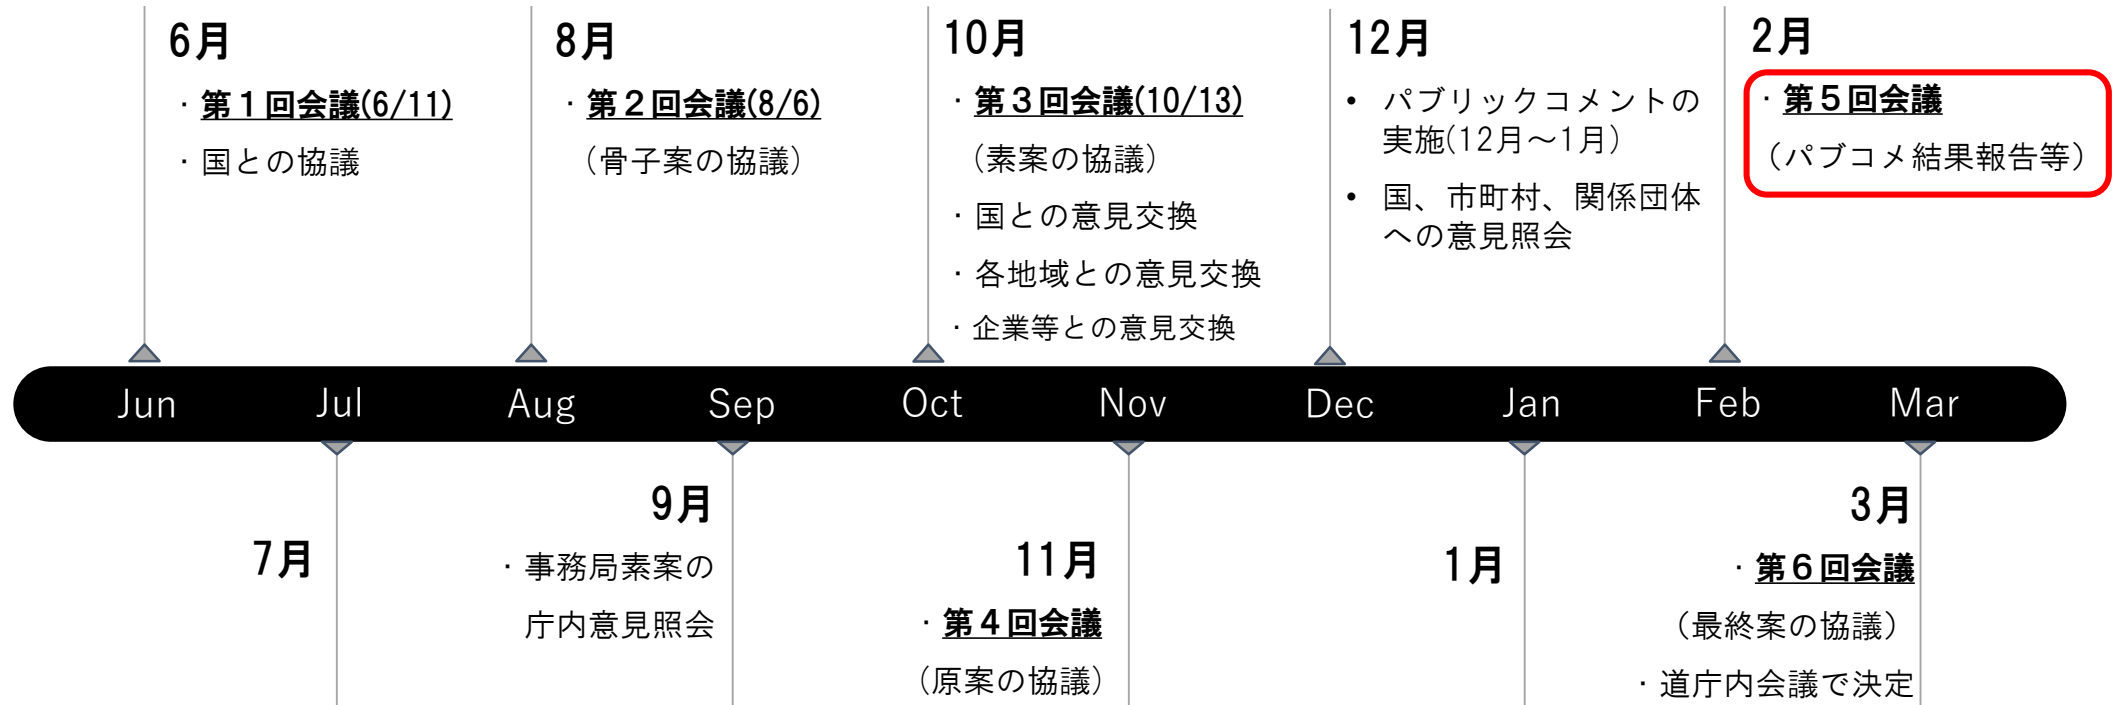 6月
・第１回会議(6/11)
・国との協議
8月
・第２回会議(8/6)
（骨子案の協議）
10月
・第３回会議(10/13)
（素案の協議）
・国との意見交換
・各地域との意見交換
・企業等との意見交換
12月
• パブリックコメントの
実施(12月～1月)
• 国、市町村、関係団体
への意見照会
2月
・第５回会議
（パブコメ結果報告等）
Jun Jul Aug Sep Oct Nov Dec Jan Feb Mar
7月
9月
・事務局素案の
庁内意見照会
11月
・第４回会議
（原案の協議）
1月
3月
・第６回会議
（最終案の協議）
・道庁内会議で決定